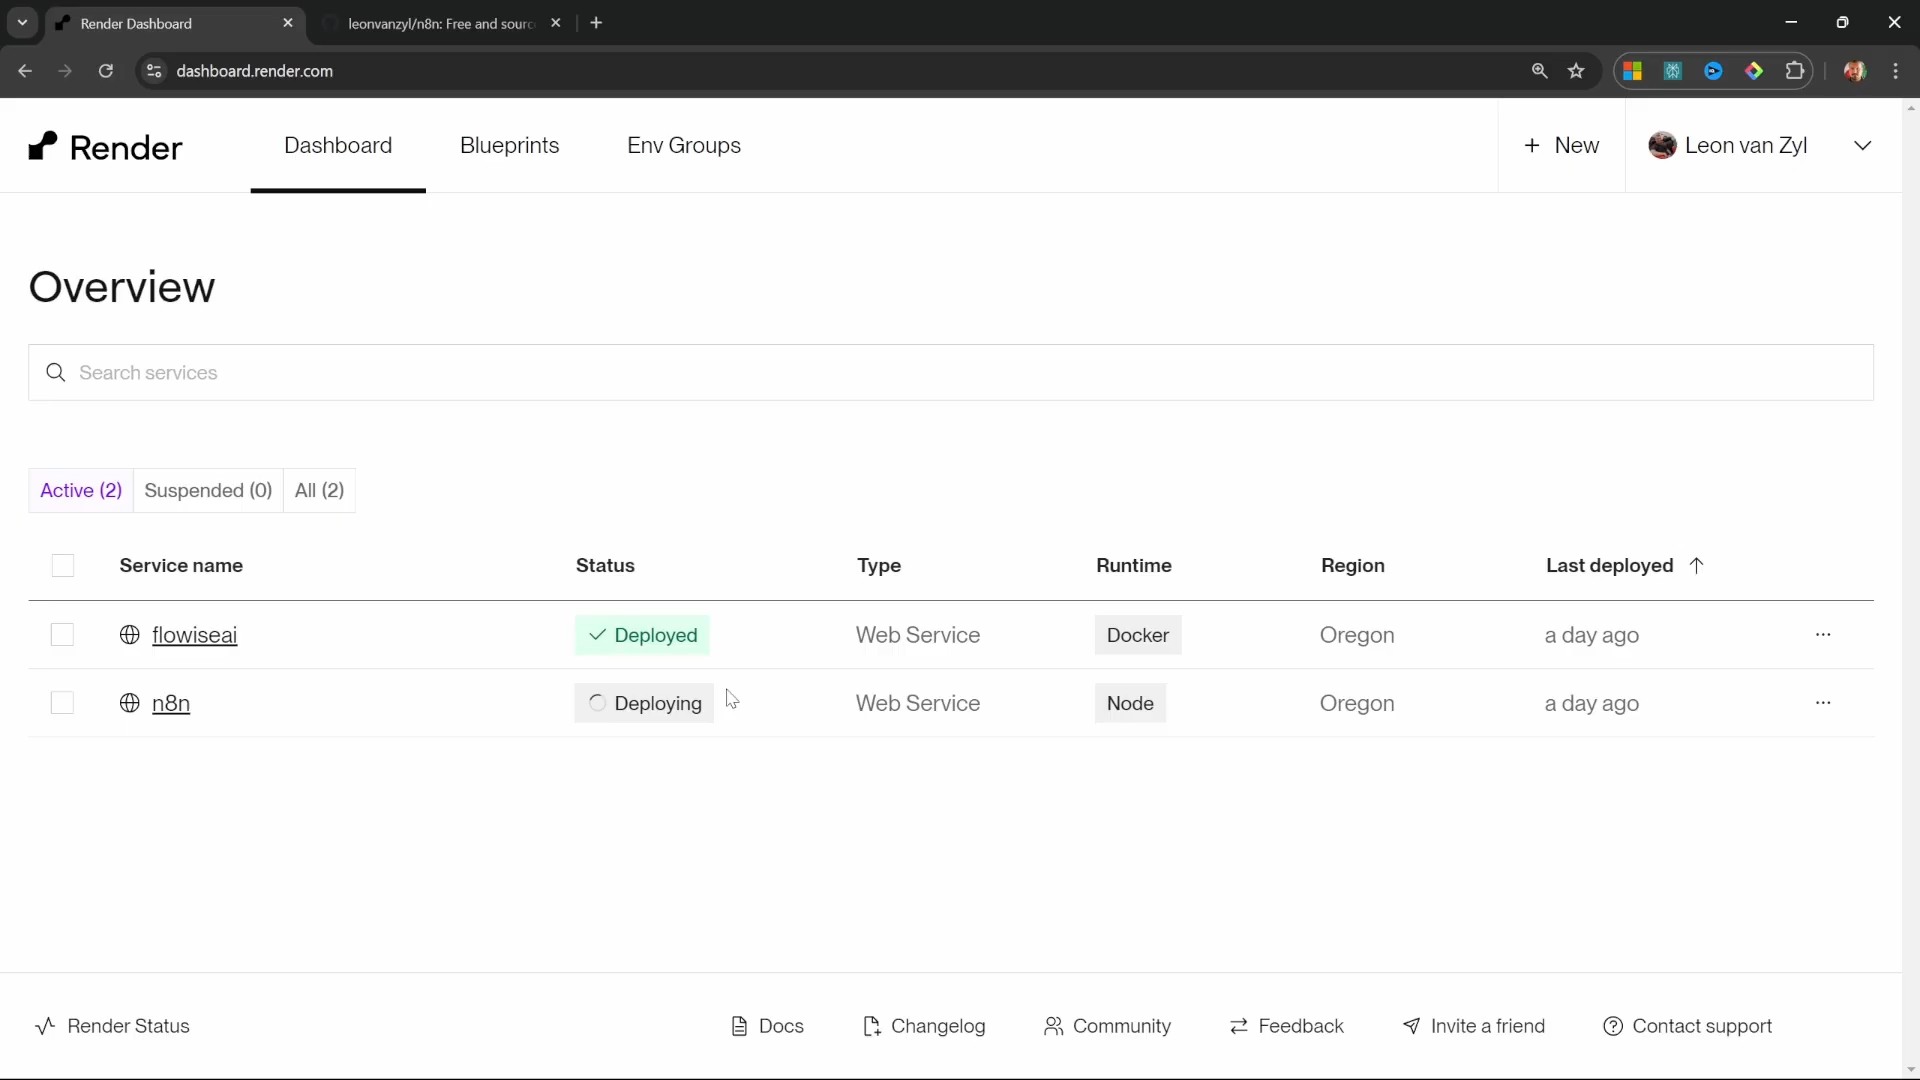 Render Dashboard
leonvanzyl/n8n: Free and sourc
dashboard.render.com
Render
Dashboard
Blueprints
Env Groups
+ New
Leon van Zyl
Overview
Search services
Active (2)
Suspended (0)
All (2)
Service name
Status
Type
Runtime
Region
Last deployed
flowiseai
Deployed
Web Service
Docker
Oregon
a day ago
n8n
Deploying
Web Service
Node
Oregon
a day ago
Render Status
Docs
Changelog
Community
Feedback
Invite a friend
Contact support